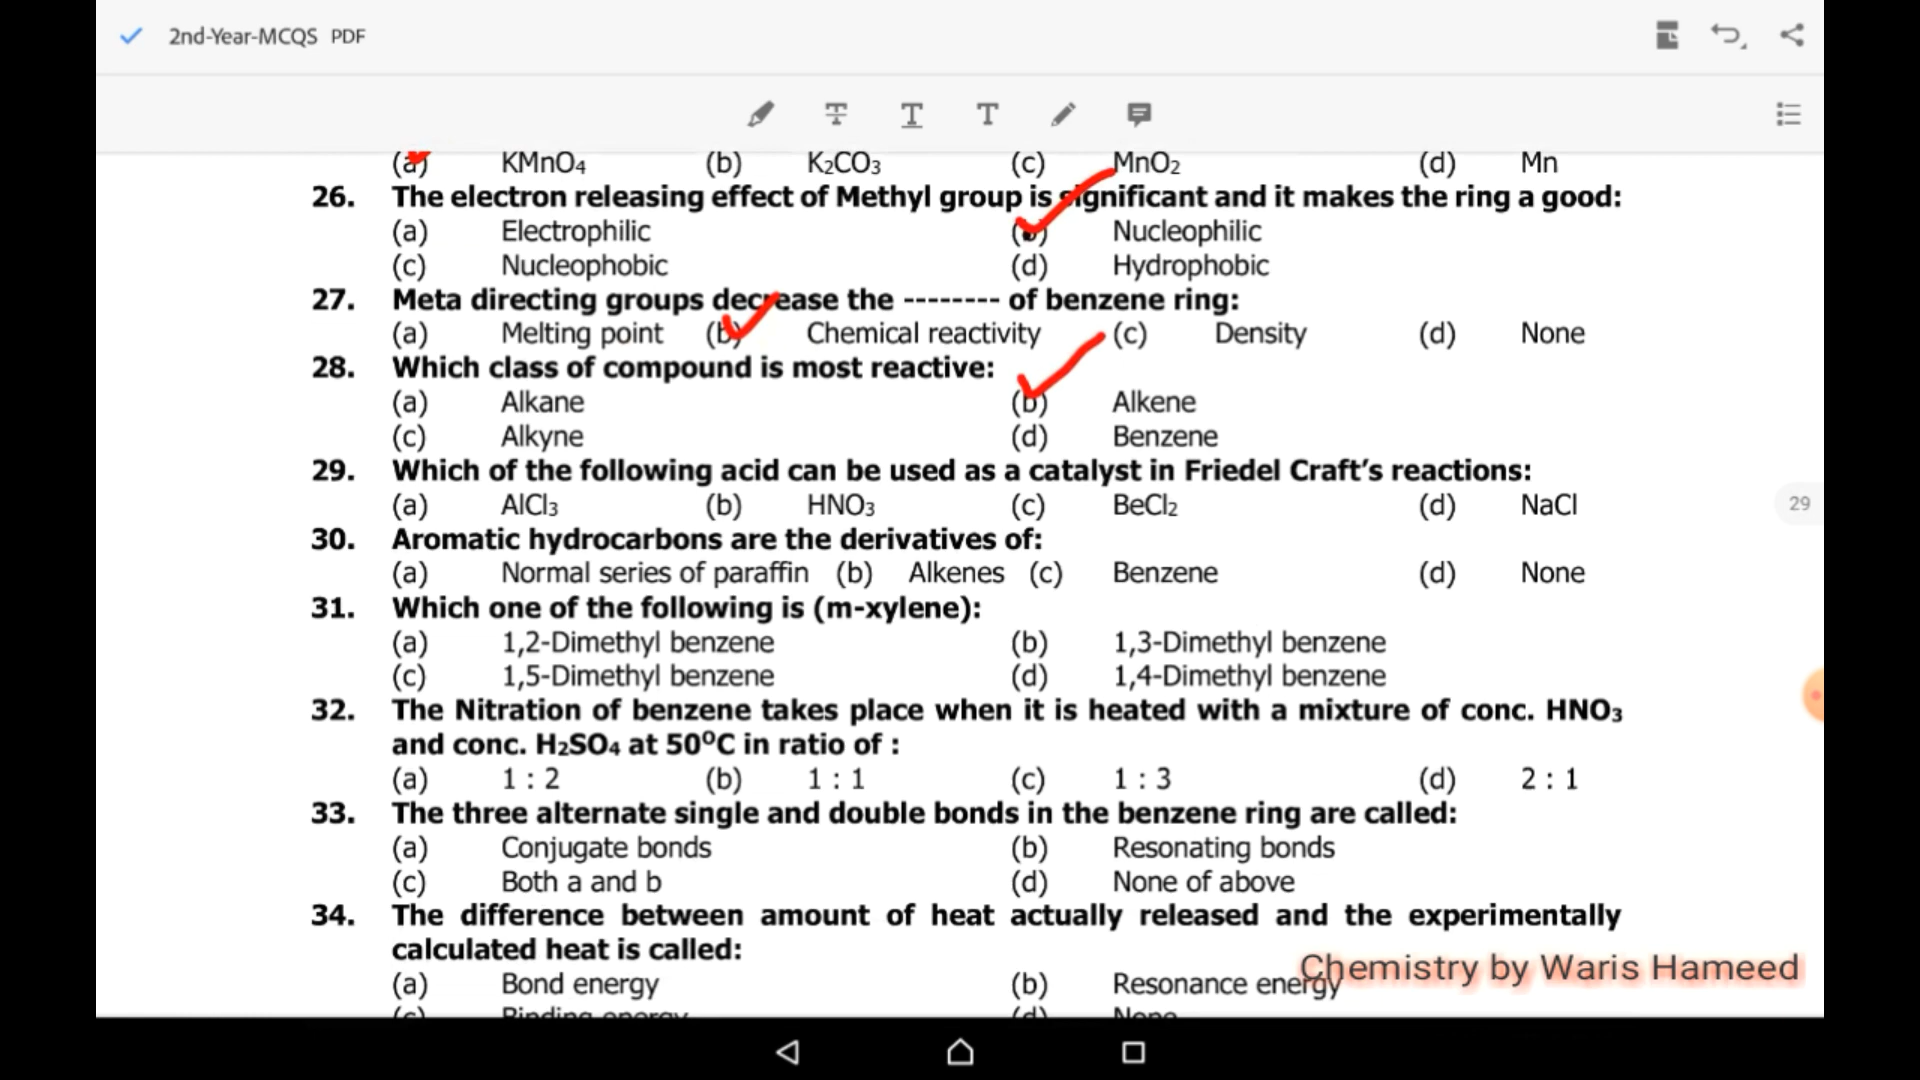 2nd-Year-MCQS PDF
(a) KMnO4 (b) K2CO3 (c) MnO2 (d) Mn
26. The electron releasing effect of Methyl group is significant and it makes the ring a good:
(a) Electrophilic (b) Nucleophilic
(c) Nucleophobic (d) Hydrophobic
27. Meta directing groups decrease the -------- of benzene ring:
(a) Melting point (b) Chemical reactivity (c) Density (d) None
28. Which class of compound is most reactive:
(a) Alkane (b) Alkene
(c) Alkyne (d) Benzene
29. Which of the following acid can be used as a catalyst in Friedel Craft's reactions:
(a) AlCl3 (b) HNO3 (c) BeCl2 (d) NaCl
29
30. Aromatic hydrocarbons are the derivatives of:
(a) Normal series of paraffin (b) Alkenes (c) Benzene (d) None
31. Which one of the following is (m-xylene):
(a) 1,2-Dimethyl benzene (b) 1,3-Dimethyl benzene
(c) 1,5-Dimethyl benzene (d) 1,4-Dimethyl benzene
32. The Nitration of benzene takes place when it is heated with a mixture of conc. HNO3
and conc. H2SO4 at 50⁰C in ratio of :
(a) 1 : 2 (b) 1 : 1 (c) 1 : 3 (d) 2 : 1
33. The three alternate single and double bonds in the benzene ring are called:
(a) Conjugate bonds (b) Resonating bonds
(c) Both a and b (d) None of above
34. The difference between amount of heat actually released and the experimentally
calculated heat is called:
(a) Bond energy (b) Resonance energy
Chemistry by Waris Hameed
(c) Binding energy (d) None